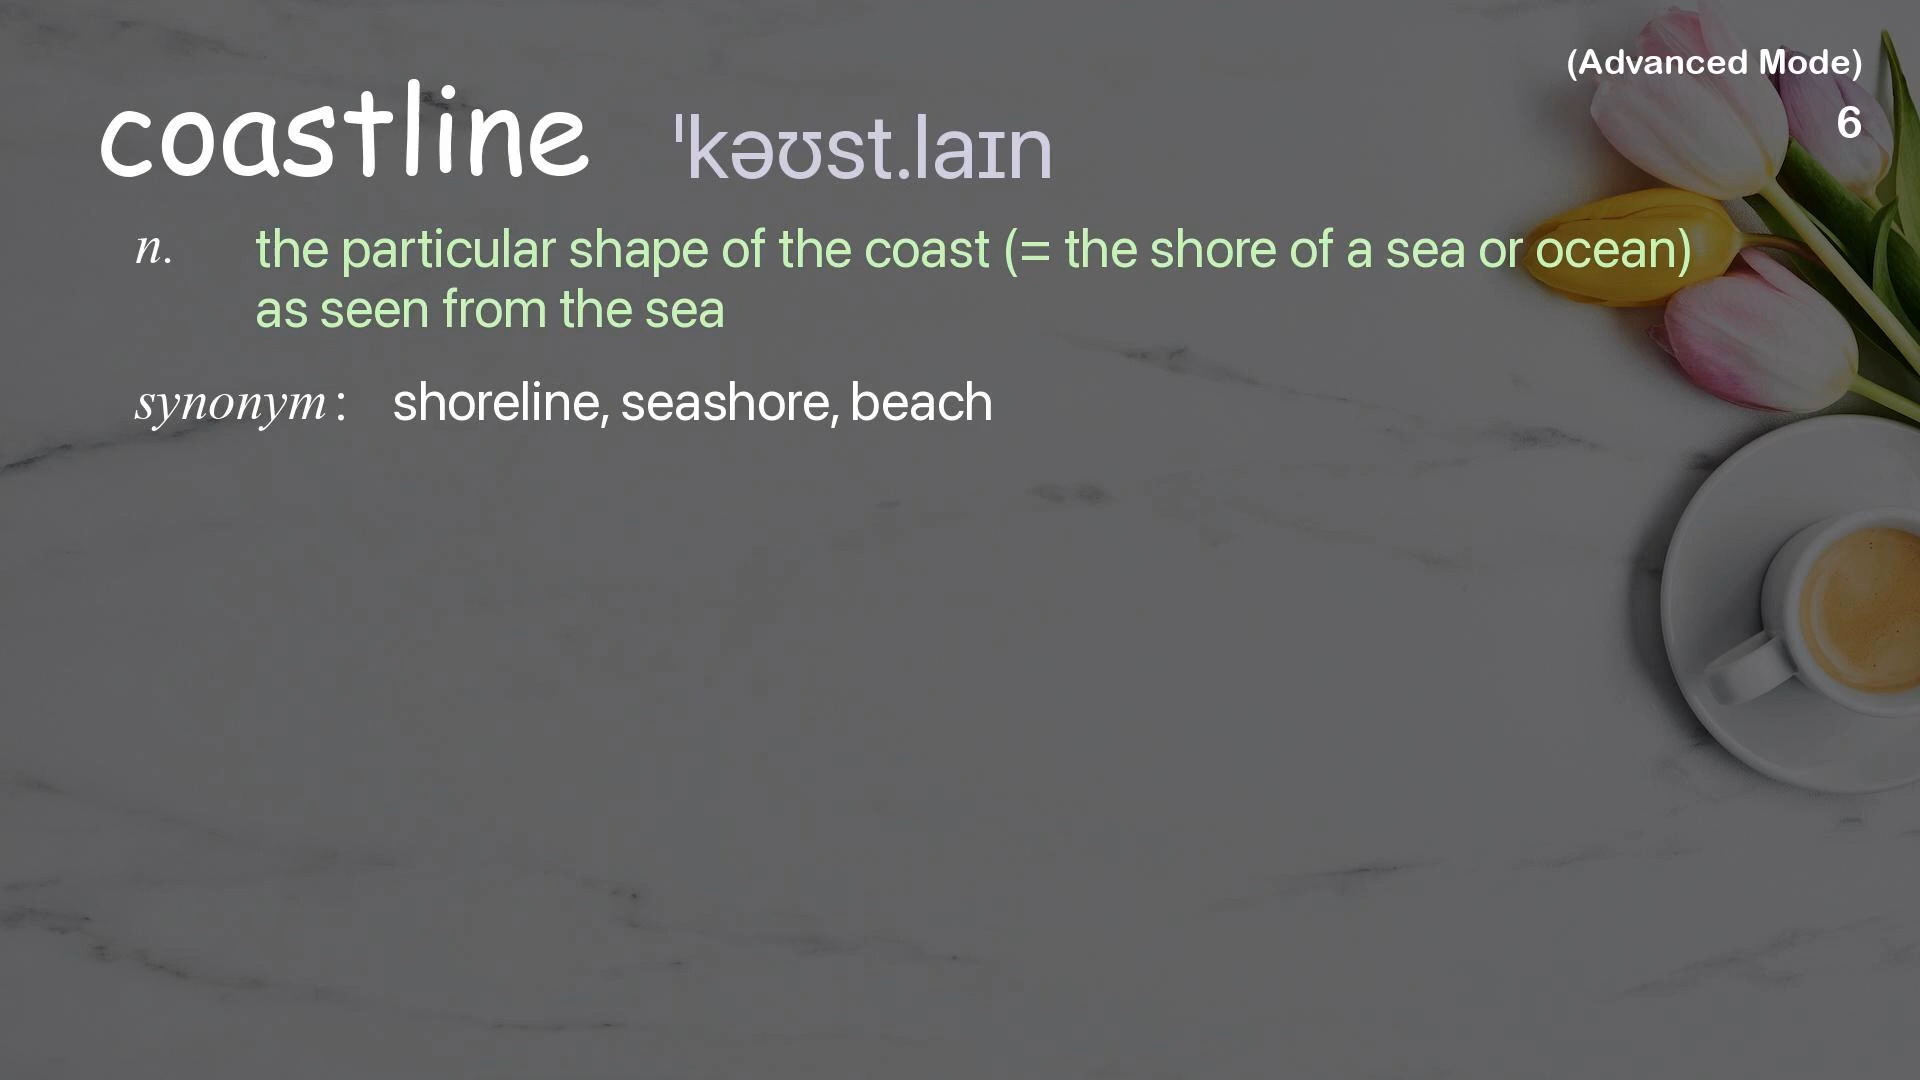 (Advanced Mode)
coastline ˈkəʊst.laɪn
6
n. the particular shape of the coast (= the shore of a sea or ocean)
as seen from the sea
synonym: shoreline, seashore, beach